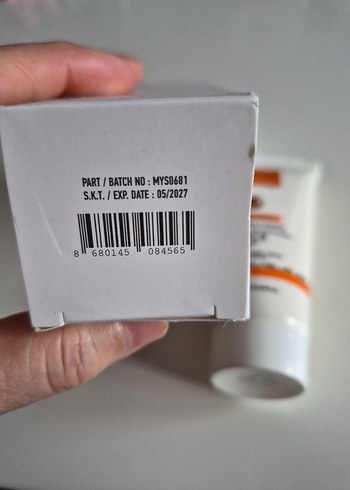 PART / BATCH NO : MYS0681
S.K.T. / EXP. DATE : 05/2027
8 680145 084565